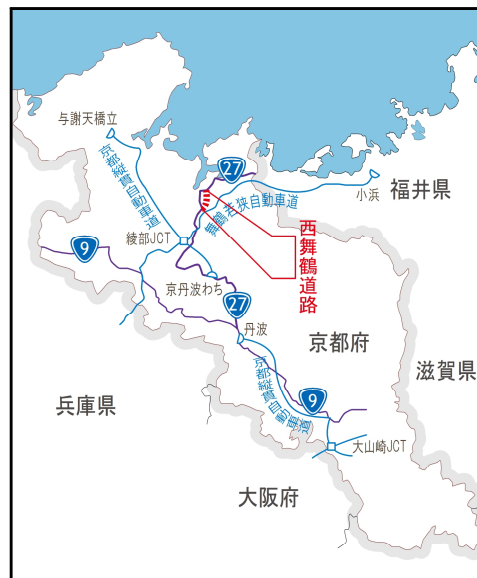 与謝天橋立
京都縦貫自動車道
27
小浜
福井県
舞鶴若狭自動車道
綾部JCT
9
西舞鶴道路
京丹波わち
27
丹波
京都府
滋賀県
兵庫県
京都縦貫自動車道
9
大山崎JCT
大阪府